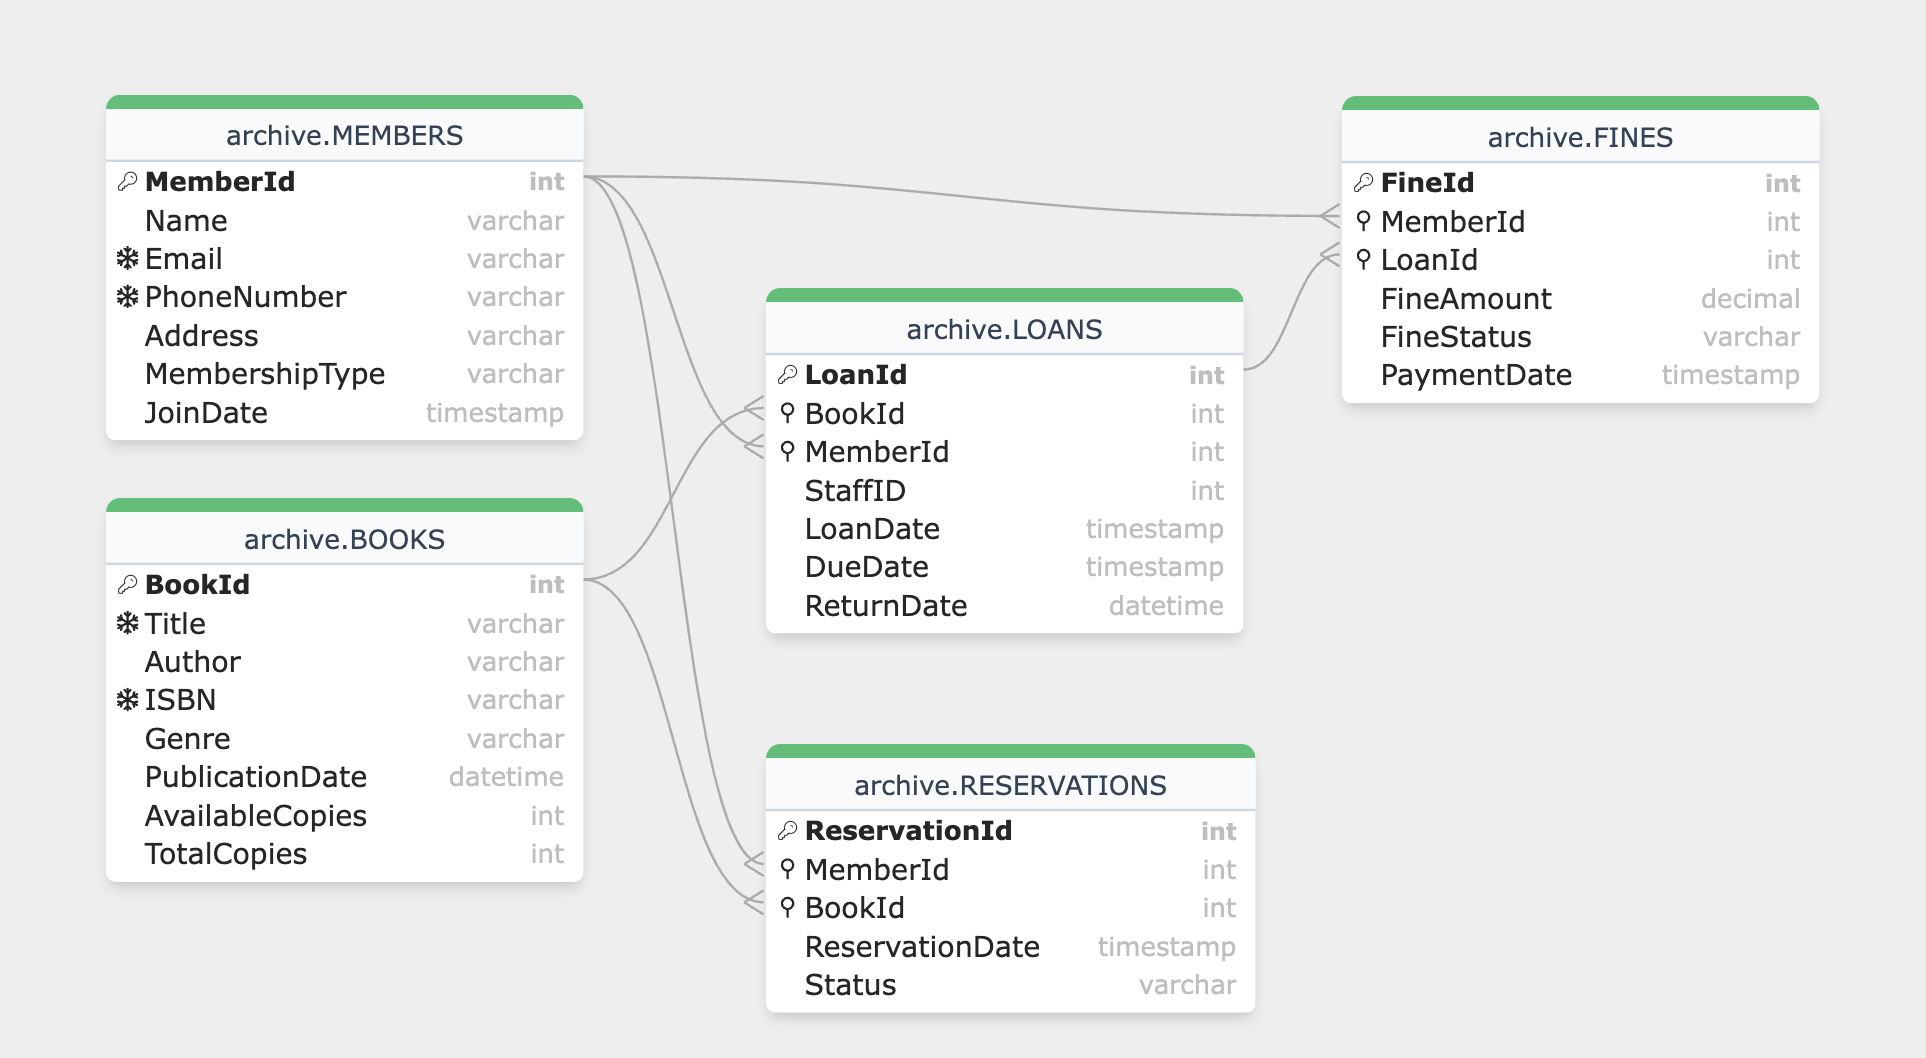 archive.MEMBERS
MemberId int
Name varchar
Email varchar
PhoneNumber varchar
Address varchar
MembershipType varchar
JoinDate timestamp
archive.BOOKS
BookId int
Title varchar
Author varchar
ISBN varchar
Genre varchar
PublicationDate datetime
AvailableCopies int
TotalCopies int
archive.LOANS
LoanId int
BookId int
MemberId int
StaffID int
LoanDate timestamp
DueDate timestamp
ReturnDate datetime
archive.RESERVATIONS
ReservationId int
MemberId int
BookId int
ReservationDate timestamp
Status varchar
archive.FINES
FineId int
MemberId int
LoanId int
FineAmount decimal
FineStatus varchar
PaymentDate timestamp